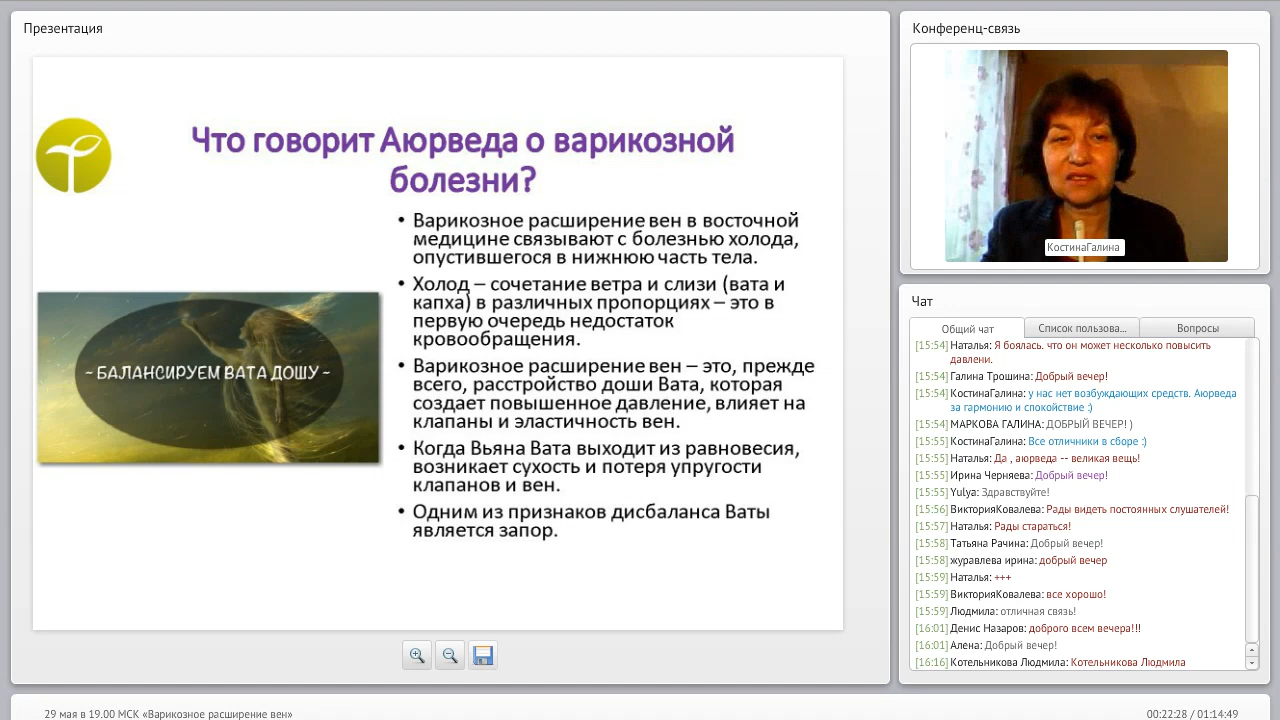 Презентация
Что говорит Аюрведа о варикозной
болезни?
• Варикозное расширение вен в восточной
медицине связывают с болезнью холода,
опустившегося в нижнюю часть тела.
• Холод – сочетание ветра и слизи (вата и
капха) в различных пропорциях – это в
первую очередь недостаток
кровообращения.
• Варикозное расширение вен – это, прежде
всего, расстройство доши Вата, которая
создает повышенное давление, влияет на
клапаны и эластичность вен.
• Когда Вьяна Вата выходит из равновесия,
возникает сухость и потеря упругости
клапанов и вен.
• Одним из признаков дисбаланса Ваты
является запор.
~ БАЛАНСИРУЕМ ВАТА ДОШУ ~
Конференц-связь
КостинаГалина
Чат
Общий чат
Список пользова...
Вопросы
[15:54] Наталья: Я боялась. что он может несколько повысить
давлени.
[15:54] Галина Трошина: Добрый вечер!
[15:54] КостинаГалина: у нас нет возбуждающих средств. Аюрведа
за гармонию и спокойствие :)
[15:54] МАРКОВА ГАЛИНА: ДОБРЫЙ ВЕЧЕР! )
[15:55] КостинаГалина: Все отличники в сборе :)
[15:55] Наталья: Да , аюрведа -- великая вещь!
[15:55] Ирина Черняева: Добрый вечер!
[15:55] Yulya: Здравствуйте!
[15:56] ВикторияКовалева: Рады видеть постоянных слушателей!
[15:57] Наталья: Рады стараться!
[15:58] Татьяна Рачина: Добрый вечер!
[15:58] журавлева ирина: добрый вечер
[15:59] Наталья: +++
[15:59] ВикторияКовалева: все хорошо!
[15:59] Людмила: отличная связь!
[16:01] Денис Назаров: доброго всем вечера!!!
[16:01] Алена: Добрый вечер!
[16:16] Котельникова Людмила: Котельникова Людмила
29 мая в 19.00 МСК «Варикозное расширение вен»
00:22:28 / 01:14:49